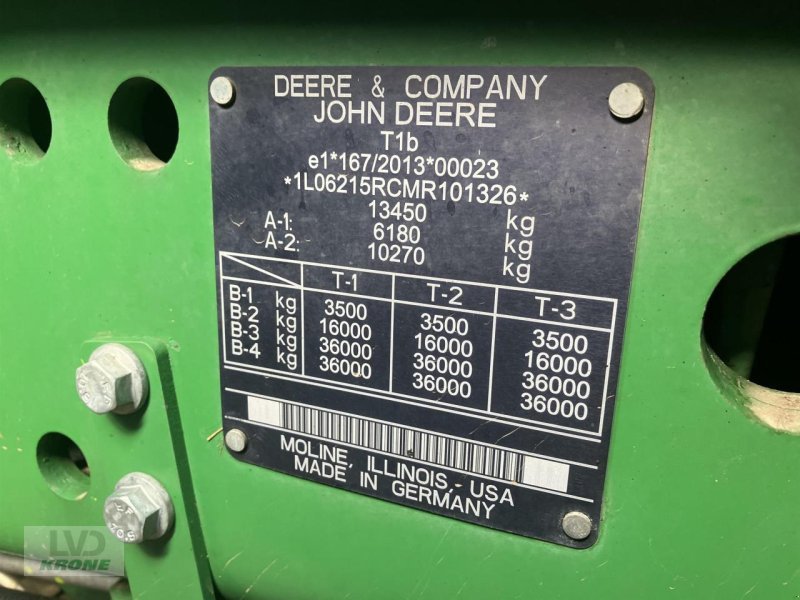 DEERE & COMPANY
JOHN DEERE
T1b
e1*167/2013*00023
*1L06215RCMR101326*
13450 kg
A-1: 6180 kg
A-2: 10270 kg
T-1 T-2 T-3
B-1 kg 3500 3500 3500
B-2 kg 16000 16000 16000
B-3 kg 36000 36000 36000
B-4 kg 36000 36000 36000
MOLINE, ILLINOIS, USA
MADE IN GERMANY
LVD
KRONE